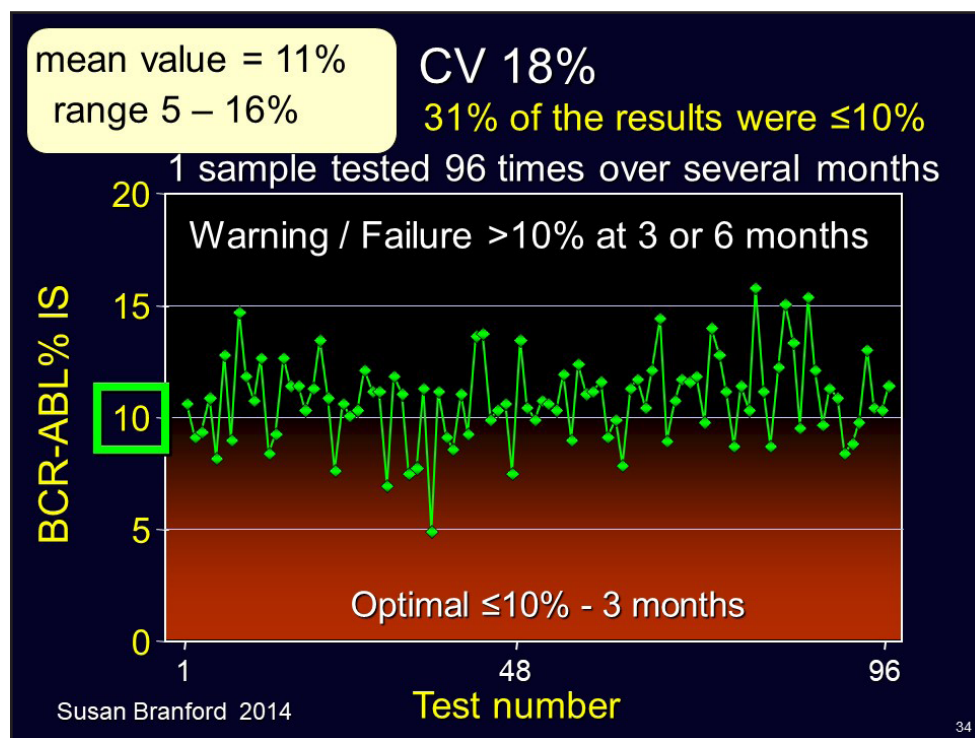 mean value = 11%
range 5 – 16%
CV 18%
31% of the results were ≤10%
1 sample tested 96 times over several months
20
15
10
5
0
BCR-ABL% IS
Warning / Failure >10% at 3 or 6 months
Optimal ≤10% - 3 months
1
48
96
Test number
Susan Branford 2014
34